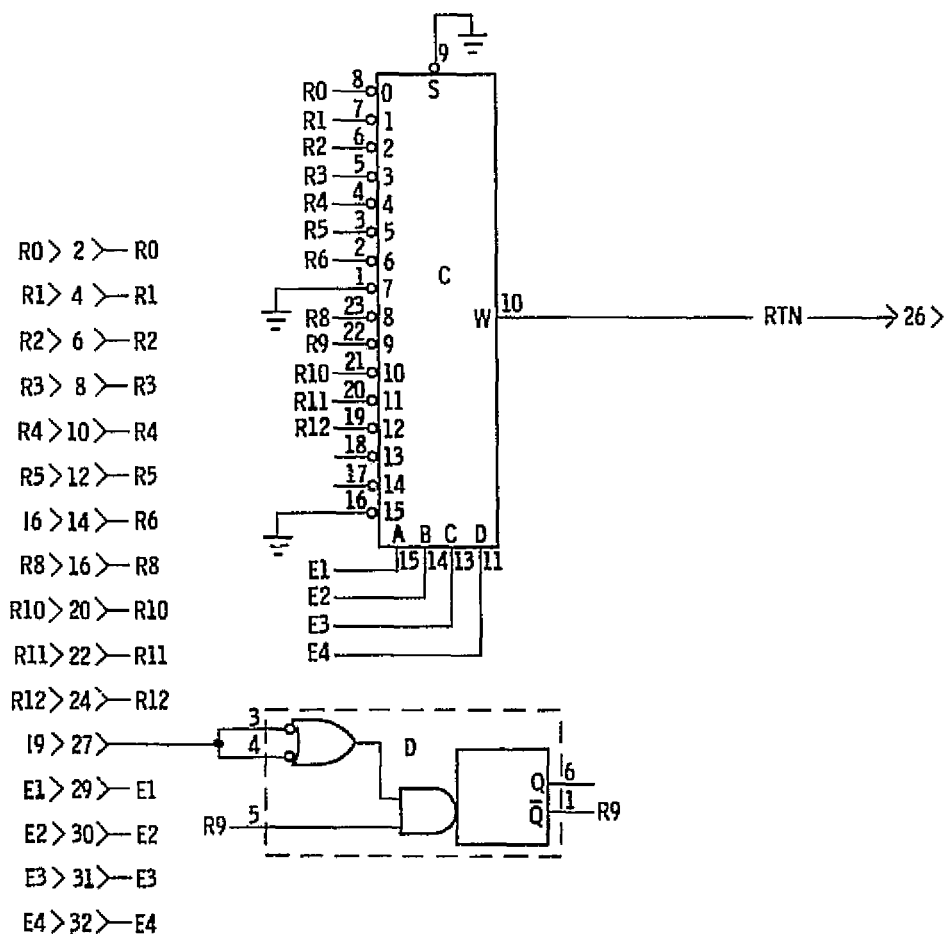 9
S
R0 8 0
R1 7 1
R2 6 2
R3 5 3
R4 4 4
R5 3 5
R6 2 6
1 7
R8 23 8
R9 22 9
R10 21 10
R11 20 11
R12 19 12
18 13
17 14
16 15
C
W 10 RTN 26
A B C D
15 14 13 11
E1
E2
E3
E4
R0 2 R0
R1 4 R1
R2 6 R2
R3 8 R3
R4 10 R4
R5 12 R5
I6 14 R6
R8 16 R8
R10 20 R10
R11 22 R11
R12 24 R12
I9 27
E1 29 E1
E2 30 E2
E3 31 E3
E4 32 E4
3
4
D
R9 5
Q 6
Q̅ 1 R9